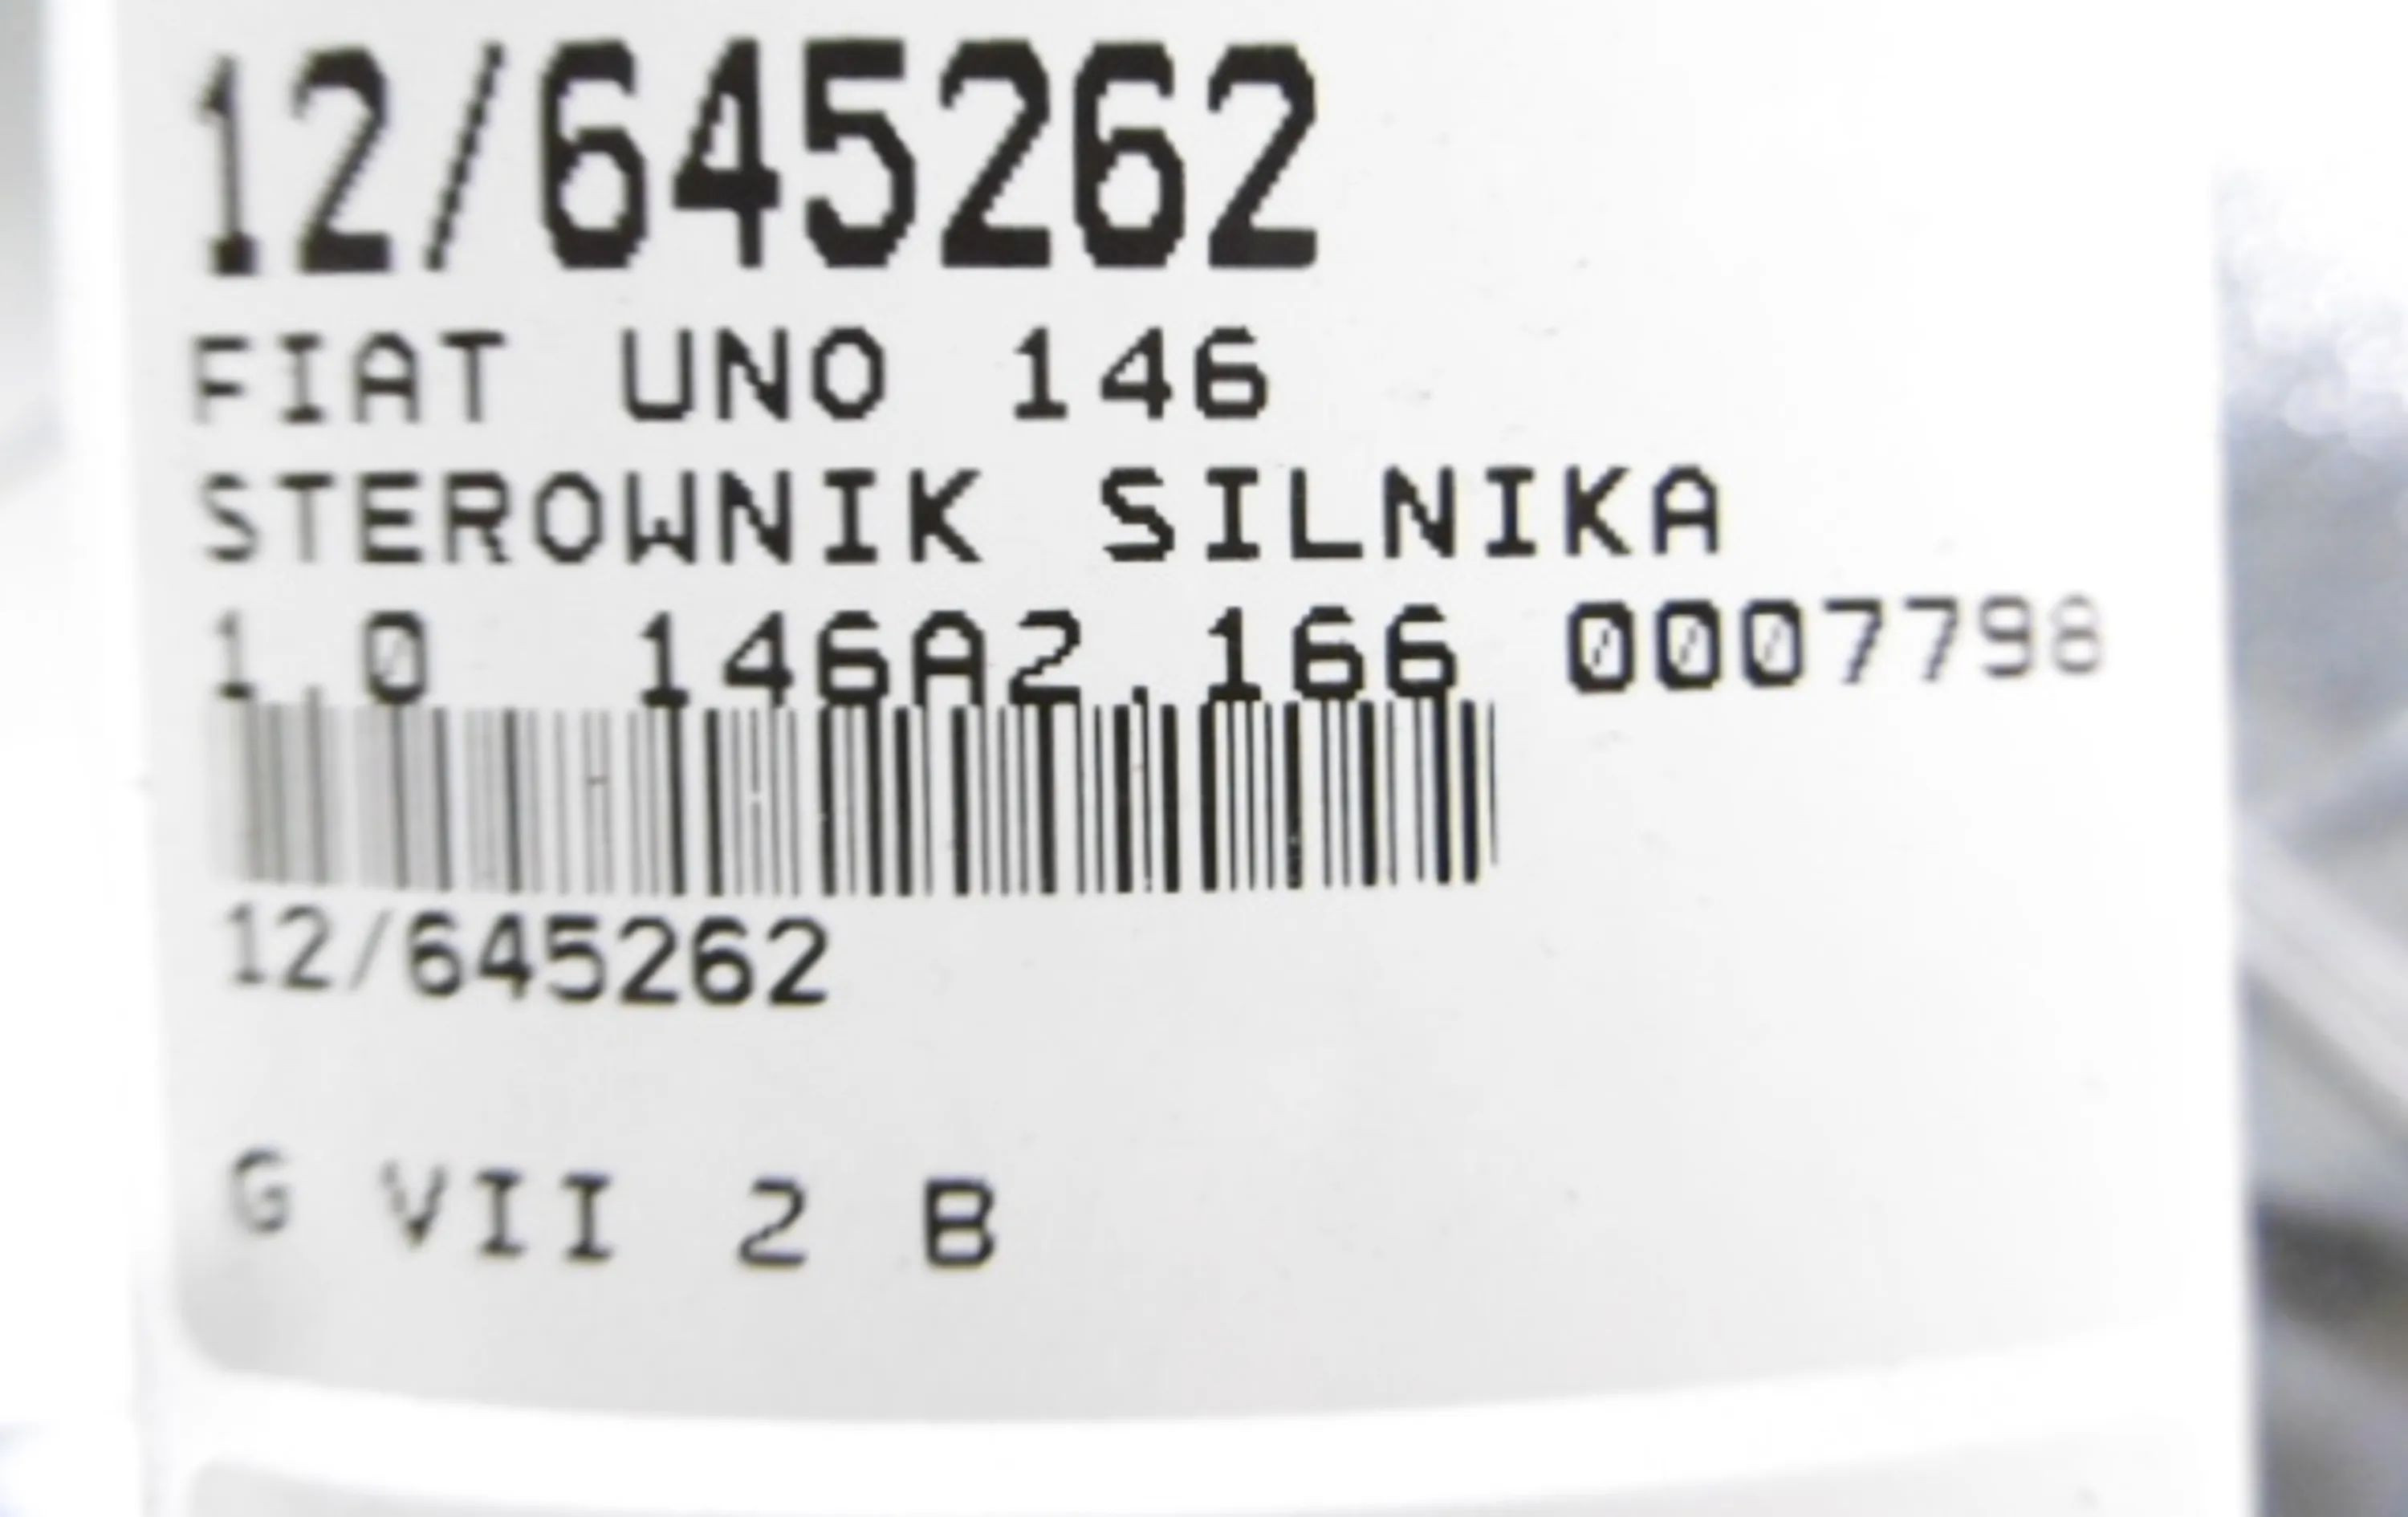 12/645262
FIAT UNO 146
STEROWNIK SILNIKA
1.0 146A2.166 0007798
12/645262
G VII 2 B